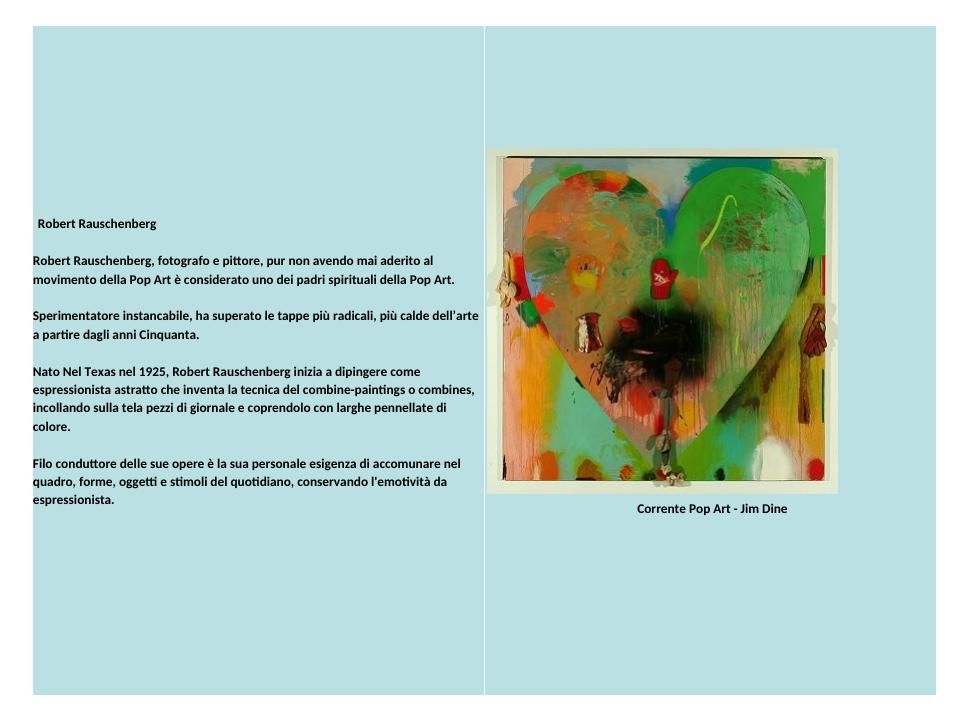 Robert Rauschenberg
Robert Rauschenberg, fotografo e pittore, pur non avendo mai aderito al
movimento della Pop Art è considerato uno dei padri spirituali della Pop Art.
Sperimentatore instancabile, ha superato le tappe più radicali, più calde dell'arte
a partire dagli anni Cinquanta.
Nato Nel Texas nel 1925, Robert Rauschenberg inizia a dipingere come
espressionista astratto che inventa la tecnica del combine-paintings o combines,
incollando sulla tela pezzi di giornale e coprendolo con larghe pennellate di
colore.
Filo conduttore delle sue opere è la sua personale esigenza di accomunare nel
quadro, forme, oggetti e stimoli del quotidiano, conservando l'emotività da
espressionista.
Corrente Pop Art - Jim Dine